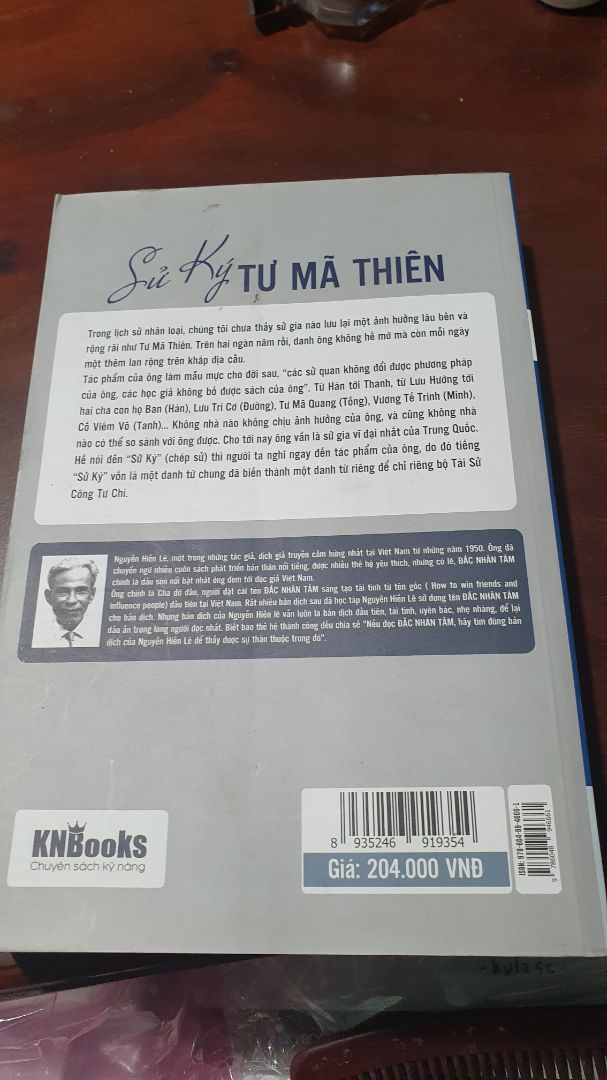 Sử Ký TƯ MÃ THIÊN
Trong lịch sử nhân loại, chúng tôi chưa thấy sử gia nào lưu lại một ảnh hưởng lâu bền và
rộng rãi như Tư Mã Thiên. Trên hai ngàn năm rồi, danh ông không hề mờ mà còn mỗi ngày
một thêm lan rộng trên khắp địa cầu.
Tác phẩm của ông làm mẫu mực cho đời sau, “các sử quan không đổi được phương pháp
của ông, các học giả không bỏ được sách của ông”. Từ Hán tới Thanh, từ Lưu Hướng tới
hai cha con họ Ban (Hán), Lưu Tri Cơ (Đường), Tư Mã Quang (Tống), Vương Tế Trinh (Minh),
Cố Viêm Võ (Tanh)... Không nhà nào không chịu ảnh hưởng của ông, và cũng không nhà
nào có thể so sánh với ông được. Cho tới nay ông vẫn là sử gia vĩ đại nhất của Trung Quốc.
Hễ nói đến “Sử Ký” (chép sử) thì người ta nghĩ ngay đến tác phẩm của ông, do đó tiếng
“Sử Ký” vốn là một danh từ chung đã biến thành một danh từ riêng để chỉ riêng bộ Tái Sử
Công Tư Chí.
Nguyễn Hiến Lê, một trong những tác giả, dịch giả truyền cảm hứng nhất tại Việt Nam từ những năm 1950. Ông đã
chuyển ngữ nhiều cuốn sách phát triển bản thân nổi tiếng, được nhiều thế hệ yêu thích, nhưng có lẽ, ĐẮC NHÂN TÂM
chính là dấu son nổi bật nhất ông đem tới độc giả Việt Nam.
Ông chính là Cha đỡ đầu, người đặt cái tên ĐẮC NHÂN TÂM sáng tạo tài tình từ tên gốc ( How to win friends and
influence people) đầu tiên tại Việt Nam. Rất nhiều bản dịch sau đã học tập Nguyễn Hiến Lê sử dụng tên ĐẮC NHÂN TÂM
cho bản dịch. Nhưng bản dịch của Nguyễn Hiến lê vẫn luôn là bản dịch đầu tiên, tài tình, uyên bác, nhẹ nhàng, để lại
dấu ấn trong lòng người đọc nhất. Biết bao thế hệ thành công đều chia sẻ “Nếu đọc ĐẮC NHÂN TÂM, hãy tìm đúng bản
dịch của Nguyễn Hiến Lê để thấy được sự thân thuộc trong đó”.
KNBooks
Chuyên sách kỹ năng
8 935246 919354
Giá: 204.000 VNĐ
ISBN: 978-604-89-4666-1
9 786048 946661